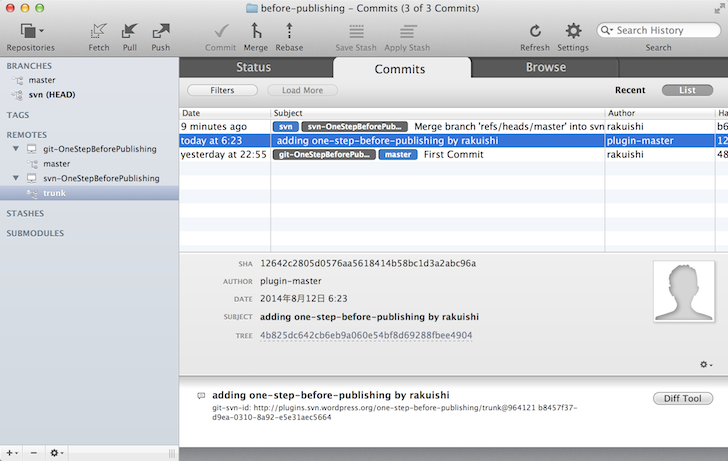 before-publishing – Commits (3 of 3 Commits)
Repositories
Fetch
Pull
Push
Commit
Merge
Rebase
Save Stash
Apply Stash
Refresh
Settings
Search History
Search
BRANCHES
master
svn (HEAD)
TAGS
REMOTES
git-OneStepBeforePublishing
master
svn-OneStepBeforePublishing
trunk
STASHES
SUBMODULES
Status
Commits
Browse
Filters
Load More
Recent
List
Date Subject Author Ha
9 minutes ago svn svn-OneStepBeforePub... Merge branch 'refs/heads/master' into svn rakuishi b6
today at 6:23 adding one-step-before-publishing by rakuishi plugin-master 12
yesterday at 22:55 git-OneStepBeforePub... master First Commit rakuishi 48
SHA 12642c2805d0576aa5618414b58bc1d3a2abc96a
AUTHOR plugin-master
DATE 2014年8月12日 6:23
SUBJECT adding one-step-before-publishing by rakuishi
TREE 4b825dc642cb6eb9a060e54bf8d69288fbee4904
adding one-step-before-publishing by rakuishi
git-svn-id: http://plugins.svn.wordpress.org/one-step-before-publishing/trunk@964121 b8457f37-
d9ea-0310-8a92-e5e31aec5664
Diff Tool